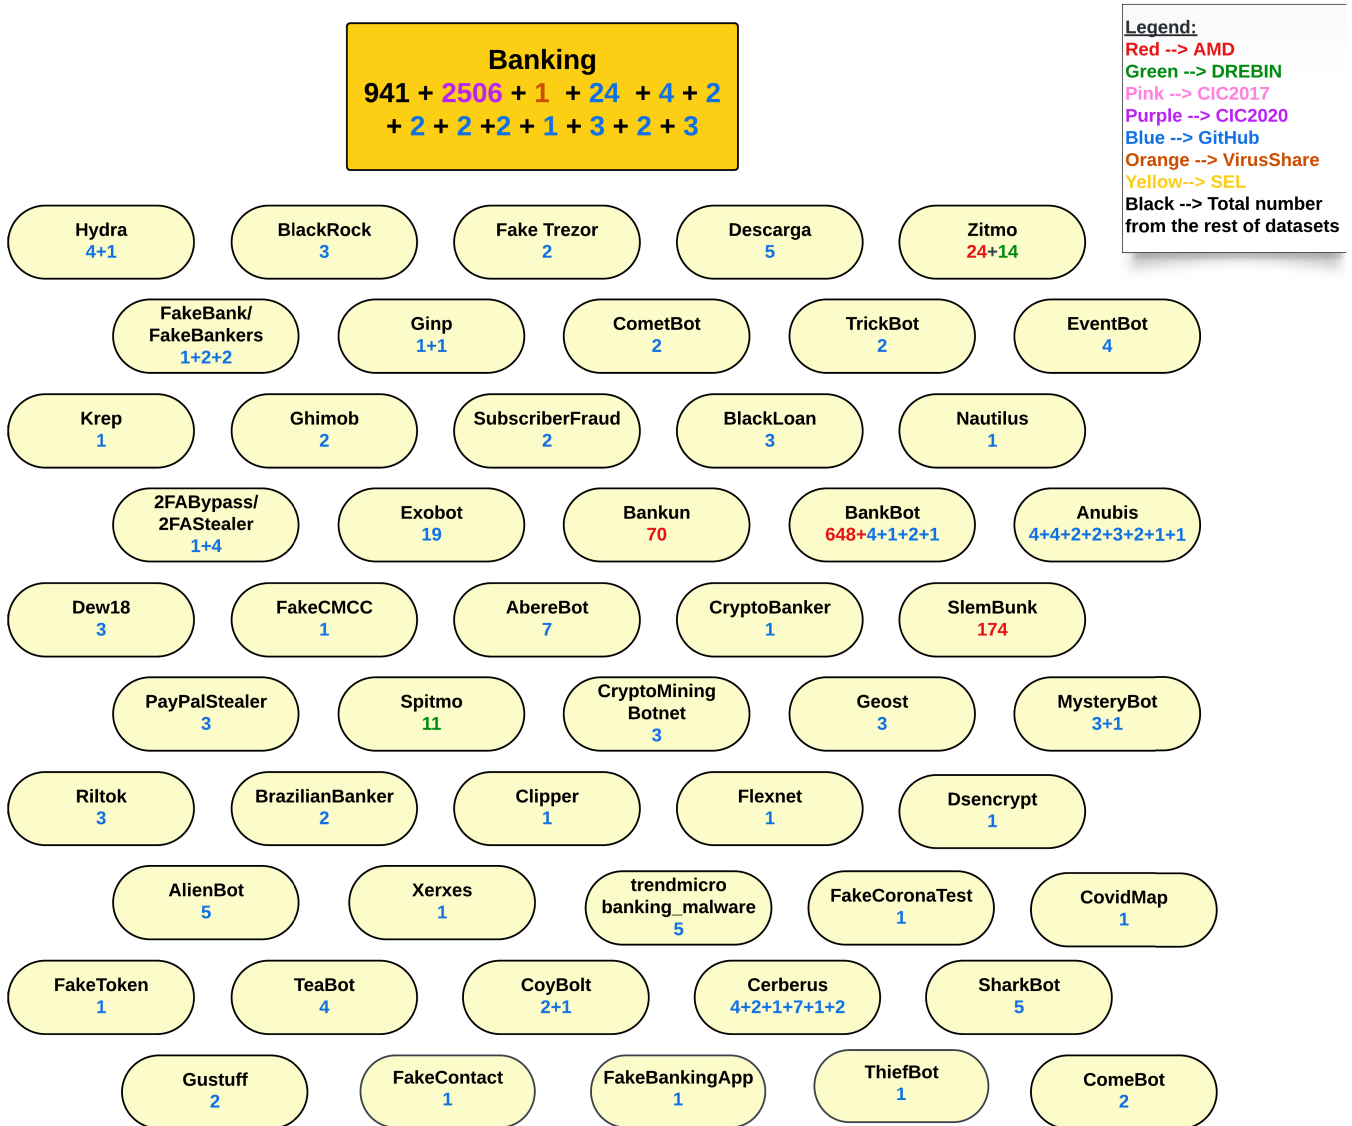 Banking
941 + 2506 + 1 + 24 + 4 + 2
+ 2 + 2 +2 + 1 + 3 + 2 + 3
Legend:
Red --> AMD
Green --> DREBIN
Pink --> CIC2017
Purple --> CIC2020
Blue --> GitHub
Orange --> VirusShare
Yellow--> SEL
Black --> Total number
from the rest of datasets
Hydra
4+1
BlackRock
3
Fake Trezor
2
Descarga
5
Zitmo
24+14
FakeBank/
FakeBankers
1+2+2
Ginp
1+1
CometBot
2
TrickBot
2
EventBot
4
Krep
1
Ghimob
2
SubscriberFraud
2
BlackLoan
3
Nautilus
1
2FABypass/
2FAStealer
1+4
Exobot
19
Bankun
70
BankBot
648+4+1+2+1
Anubis
4+4+2+2+3+2+1+1
Dew18
3
FakeCMCC
1
AbereBot
7
CryptoBanker
1
SlemBunk
174
PayPalStealer
3
Spitmo
11
CryptoMining
Botnet
3
Geost
3
MysteryBot
3+1
Riltok
3
BrazilianBanker
2
Clipper
1
Flexnet
1
Dsencrypt
1
AlienBot
5
Xerxes
1
trendmicro
banking_malware
5
FakeCoronaTest
1
CovidMap
1
FakeToken
1
TeaBot
4
CoyBolt
2+1
Cerberus
4+2+1+7+1+2
SharkBot
5
Gustuff
2
FakeContact
1
FakeBankingApp
1
ThiefBot
1
ComeBot
2